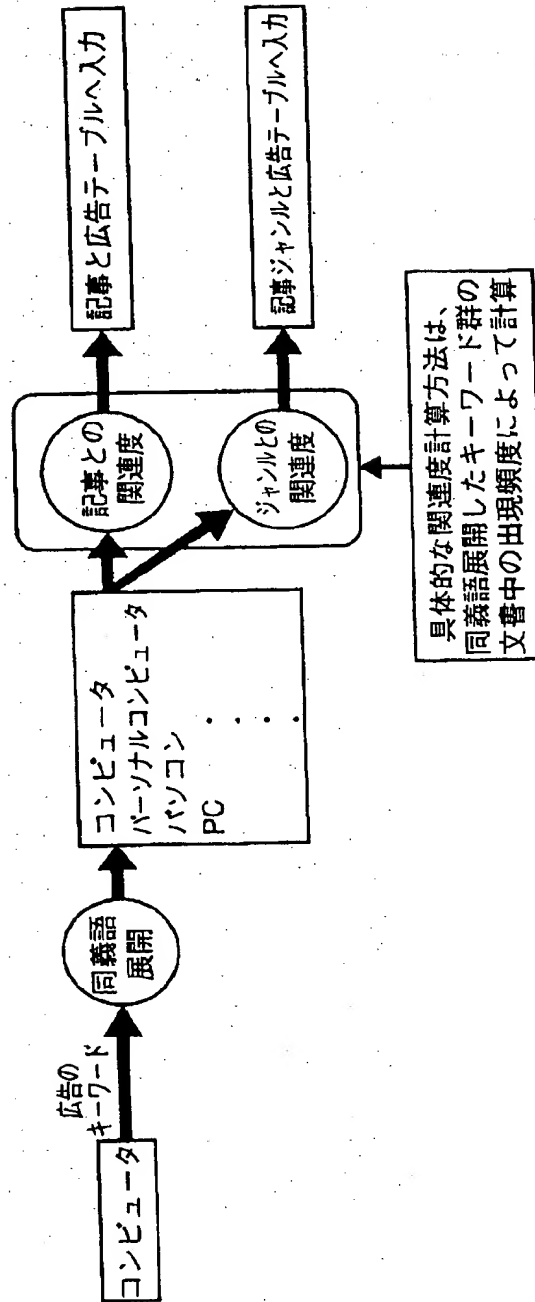 コンピュータ
広告の
キーワード
同義語
展開
コンピュータ
パーソナルコンピュータ
パソコン
PC
記事との
関連度
ジャンルとの
関連度
記事と広告テーブルへ入力
記事ジャンルと広告テーブルへ入力
具体的な関連度計算方法は、
同義語展開したキーワード群の
文書中の出現頻度によって計算